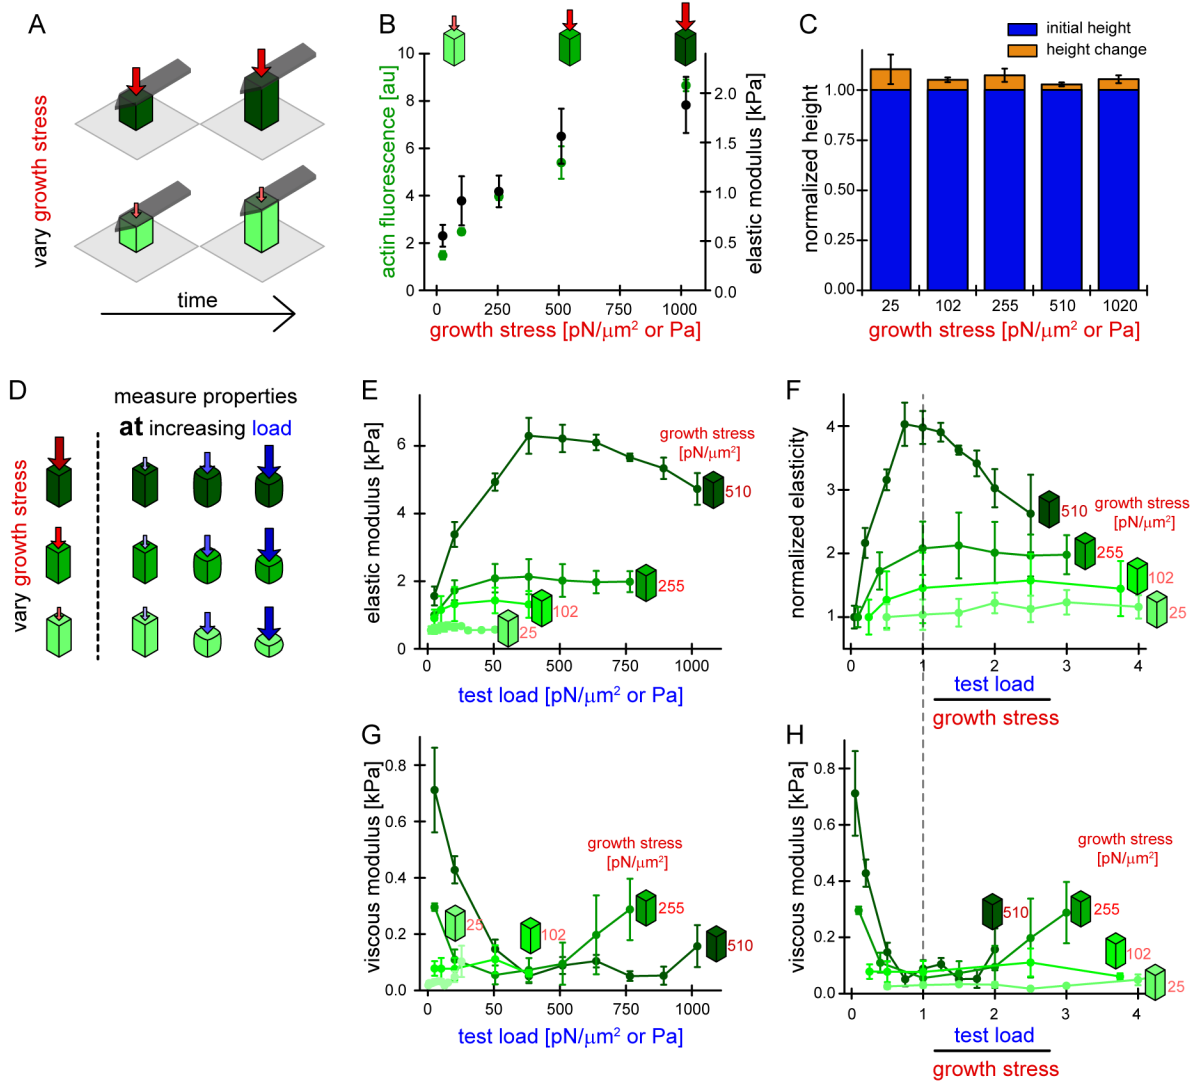 A
vary growth stress
time
B
actin fluorescence [au]
10
8
6
4
2
0
0
250
500
750
1000
growth stress [pN/μm² or Pa]
2.0
1.5
1.0
0.5
0.0
elastic modulus [kPa]
C
initial height
height change
normalized height
1.00
0.75
0.50
0.25
0.00
25
102
255
510
1020
growth stress [pN/μm² or Pa]
D
measure properties
at increasing load
vary growth stress
E
elastic modulus [kPa]
6
4
2
0
growth stress
[pN/μm²]
510
255
102
25
0
50
500
750
1000
test load [pN/μm² or Pa]
F
normalized elasticity
4
3
2
1
510
growth stress
[pN/μm²]
255
102
25
0
1
2
3
4
test load
growth stress
G
viscous modulus [kPa]
0.8
0.6
0.4
0.2
0.0
growth stress
[pN/μm²]
25
102
255
510
0
50
500
750
1000
test load [pN/μm² or Pa]
H
viscous modulus [kPa]
0.8
0.6
0.4
0.2
0.0
growth stress
[pN/μm²]
510
255
102
25
0
1
2
3
4
test load
growth stress